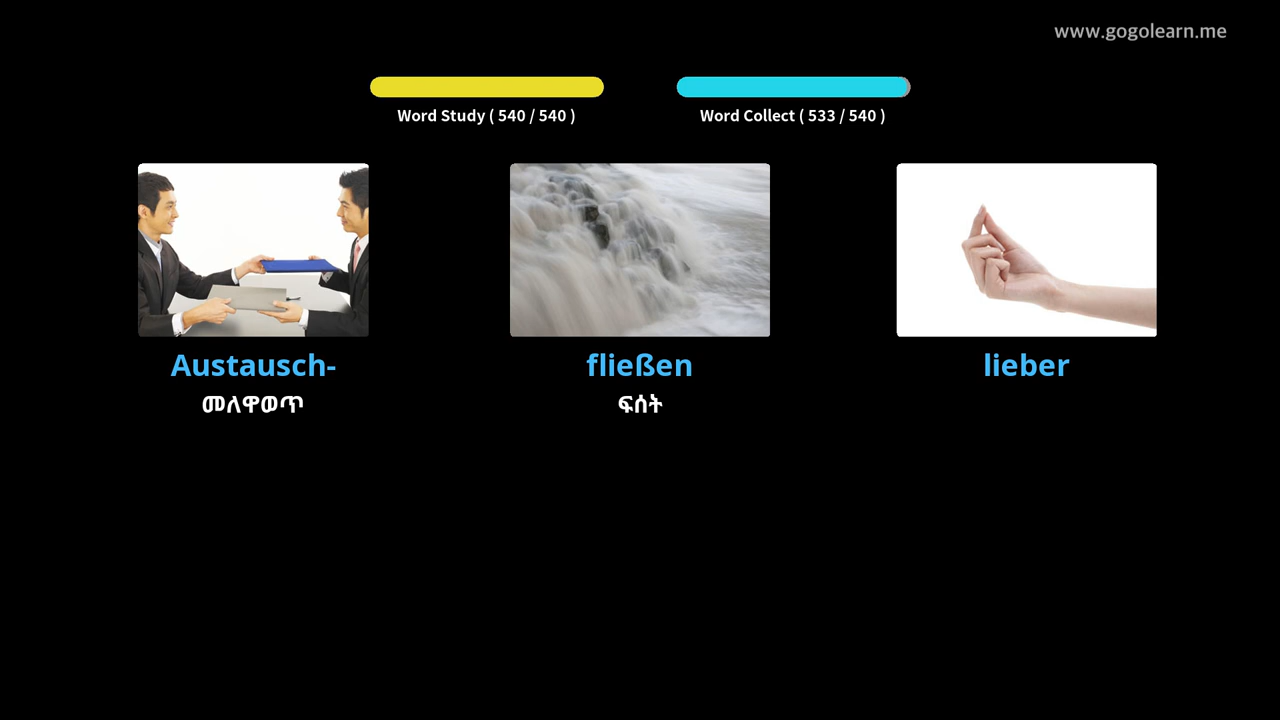 www.gogolearn.me
Word Study ( 540 / 540 )
Word Collect ( 533 / 540 )
Austausch-
መለዋወጥ
fließen
ፍሰት
lieber